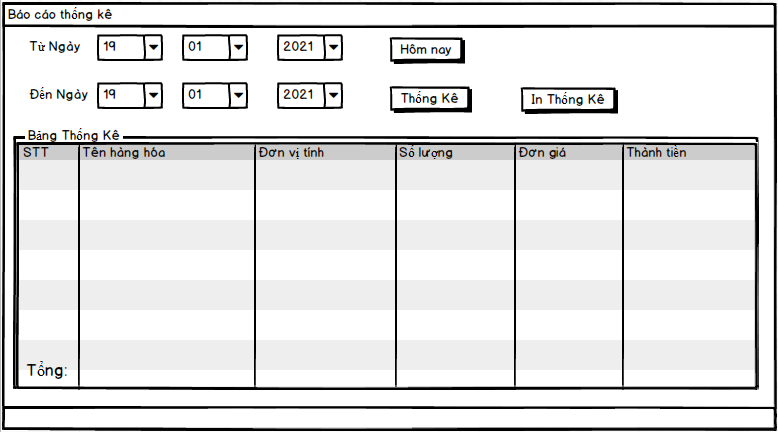 Báo cáo thống kê
Từ Ngày 19 01 2021 Hôm nay
Đến Ngày 19 01 2021 Thống Kê In Thống Kê
Bảng Thống Kê
STT Tên hàng hóa Đơn vị tính Số lượng Đơn giá Thành tiền
Tổng: